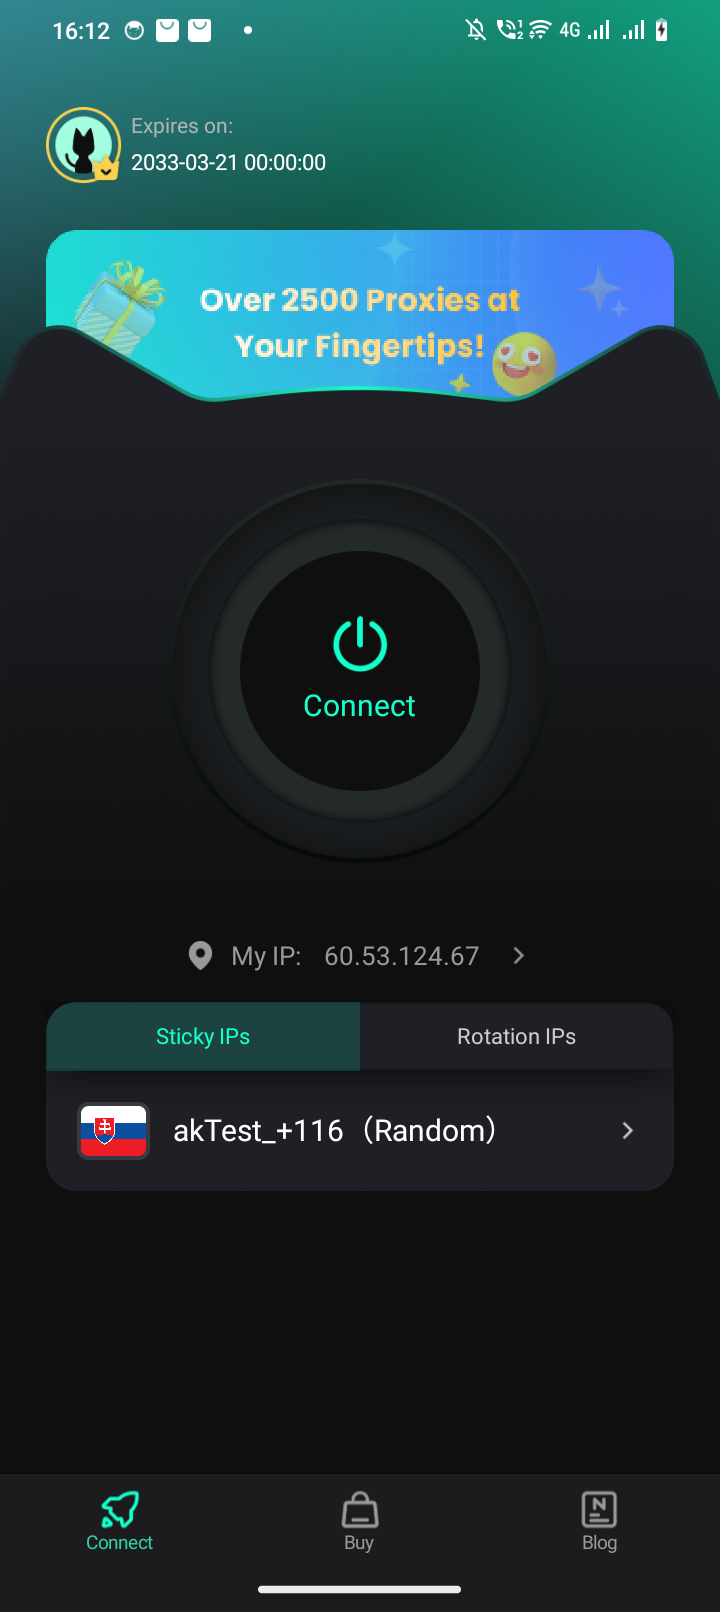 16:12
4G
Expires on:
2033-03-21 00:00:00
Over 2500 Proxies at
Your Fingertips!
Connect
My IP: 60.53.124.67
Sticky IPs
Rotation IPs
akTest_+116（Random）
Connect
Buy
Blog